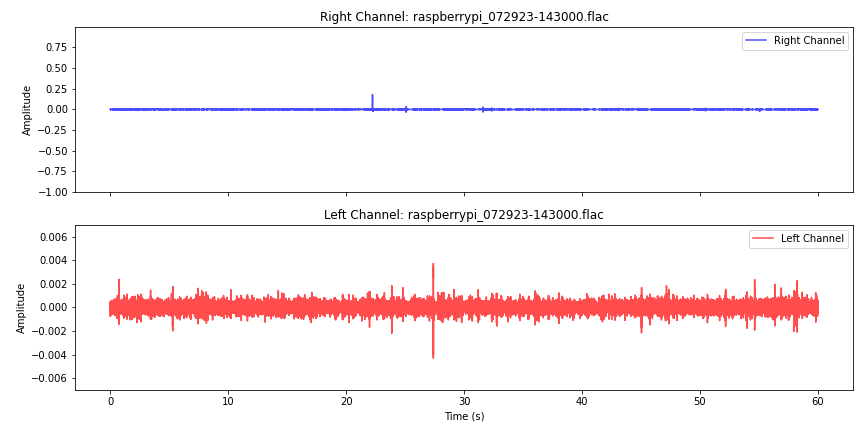 Right Channel: raspberrypi_072923-143000.flac
Right Channel
0.75
0.50
0.25
0.00
−0.25
−0.50
−0.75
−1.00
Amplitude
Left Channel: raspberrypi_072923-143000.flac
Left Channel
0.006
0.004
0.002
0.000
−0.002
−0.004
−0.006
Amplitude
0 10 20 30 40 50 60
Time (s)